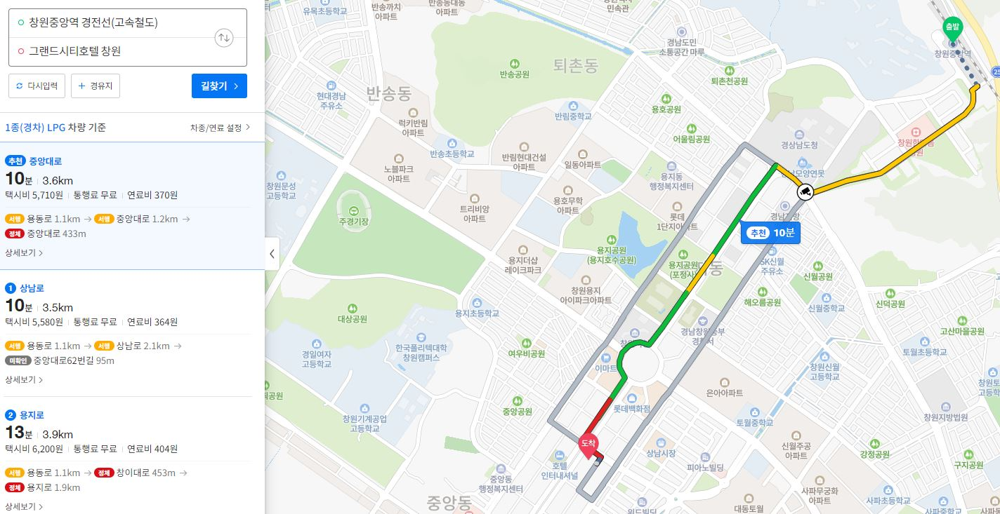 창원중앙역 경전선(고속철도)
그랜드시티호텔 창원
다시입력
경유지
길찾기
1종(경차) LPG 차량 기준
차종/연료 설정
추천 중앙대로
10분 3.6km
택시비 5,710원 통행료 무료 연료비 370원
서행 용동로 1.1km → 서행 중앙대로 1.2km →
정체 중앙대로 433m
상세보기
1 상남로
10분 3.5km
택시비 5,580원 통행료 무료 연료비 364원
서행 용동로 1.1km → 서행 상남로 2.1km →
미확인 중앙대로62번길 95m
상세보기
2 용지로
13분 3.9km
택시비 6,200원 통행료 무료 연료비 404원
서행 용동로 1.1km → 정체 창이대로 453m →
정체 용지로 1.9km
상세보기
유목초등학교
반송까치
아파트
반송동대동
아파트
민속관
출발
창원중앙역
경남도민
소통공간 마루
반송공원
퇴촌동
퇴촌천공원
25
현대경남
주유소
반송동
럭키반림
아파트
반림중학교
용호공원
어울림공원
경상남도청
반송초등학교
반림현대건설
아파트
일동아파트
노블파크
아파트
용지동
행정복지센터
창원문성
고등학교
주경기장
트리비앙
아파트
용호무학
아파트
롯데
1단지아파트
추천 10분
용지공원
(용지호수공원)
용지더샵
레이크파크
용지공원
(포정사)
SK신월
주유소
신월공원
창원용지
아이파크아파트
해오름공원
신월중학교
신덕공원
대상공원
용지초등학교
고산마을공원
경일여자
고등학교
한국폴리텍대학
창원캠퍼스
여우비공원
토월초등학교
이마트
창원신월
고등학교
은아아파트
중앙공원
롯데백화점
창원기계공업
고등학교
토월중학교
창원지방법원
도착
상남시장
신월주공
아파트
강정공원
구지공원
호텔
인터내셔널
피아노빌딩
중앙동
행정복지센터
사파무궁화
아파트
중앙동
위드빌딩
대동토월
사파초등학교
사파중학교